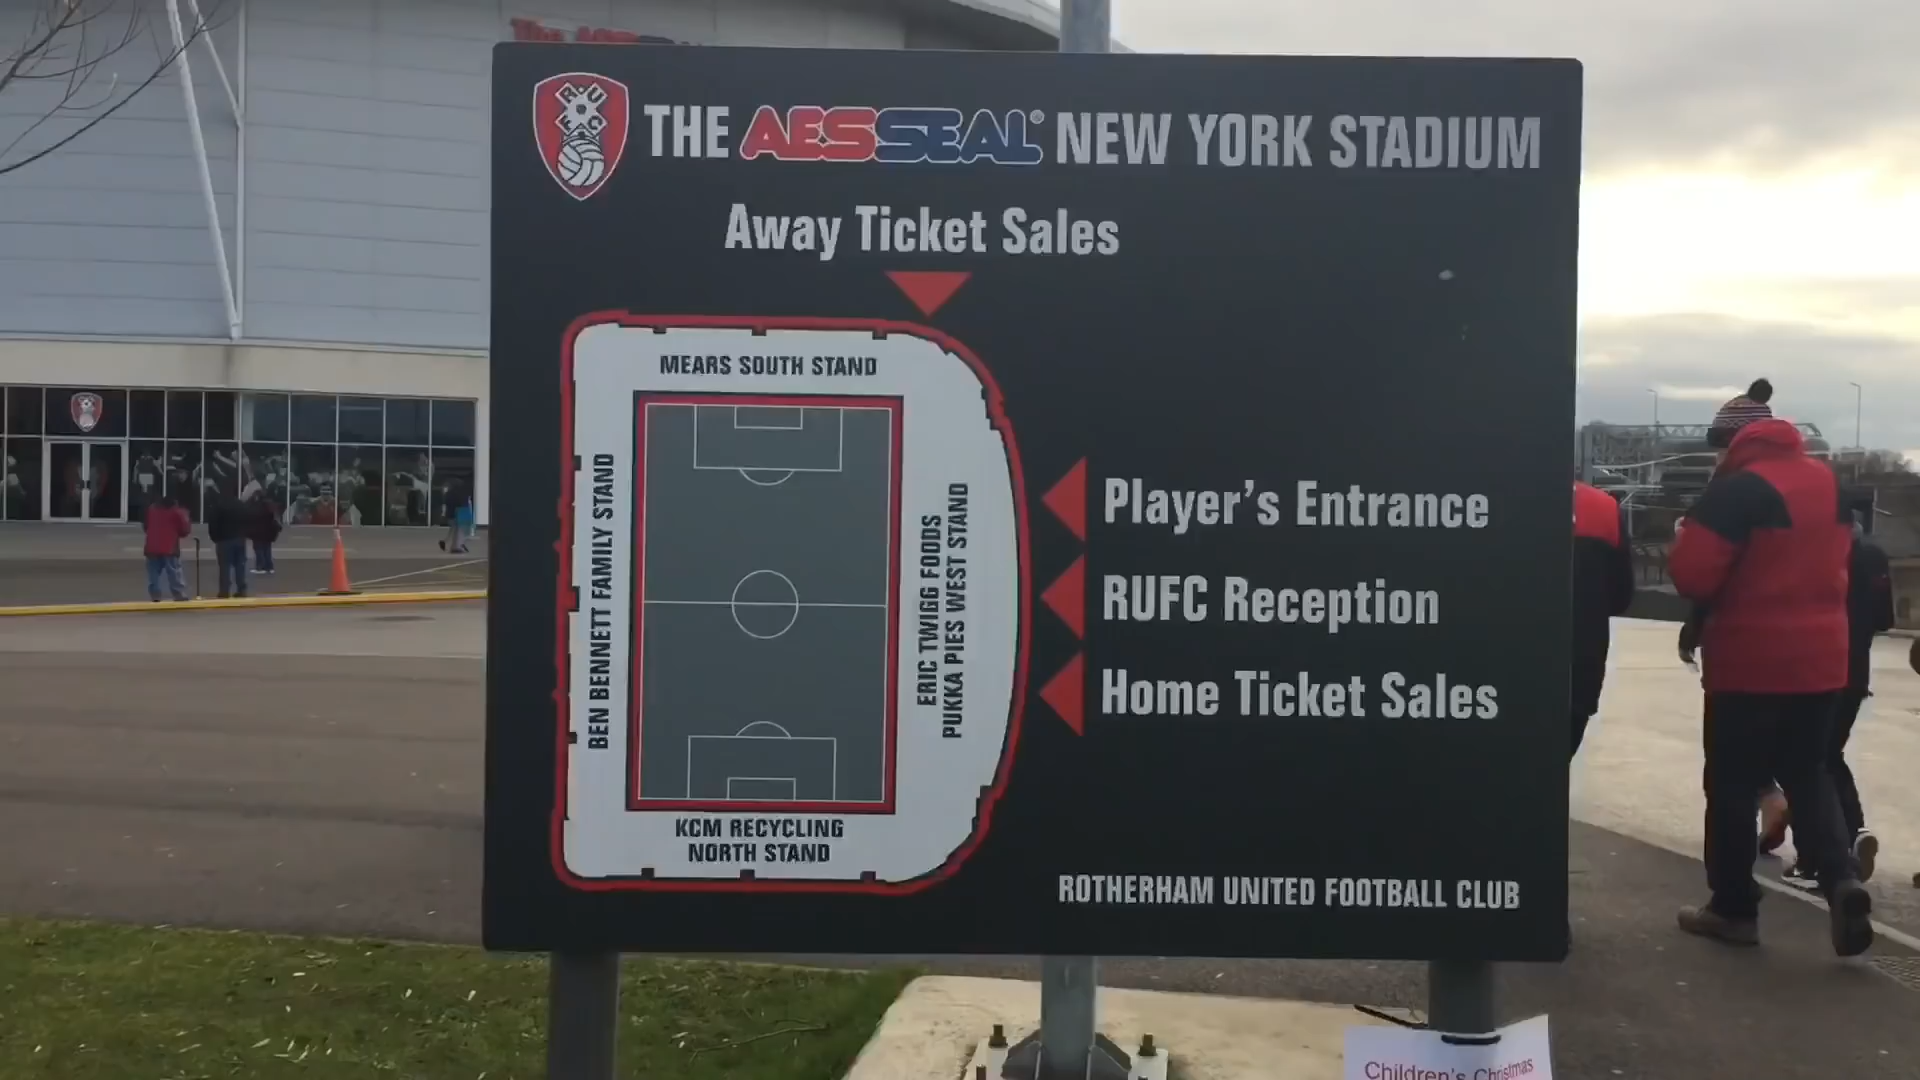 THE AESSEAL® NEW YORK STADIUM
Away Ticket Sales
MEARS SOUTH STAND
BEN BENNETT FAMILY STAND
ERIC TWIGG FOODS
PUKKA PIES WEST STAND
KCM RECYCLING
NORTH STAND
Player's Entrance
RUFC Reception
Home Ticket Sales
ROTHERHAM UNITED FOOTBALL CLUB
Children's Christmas